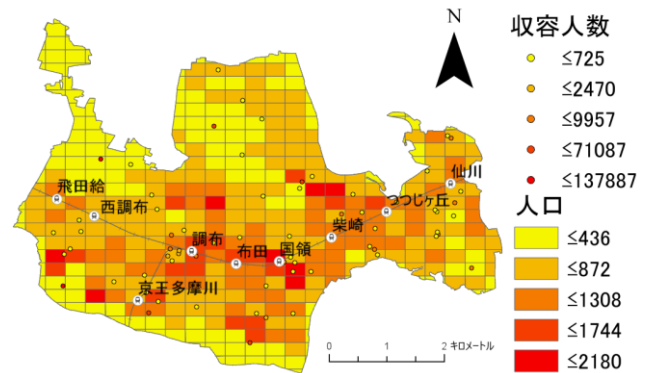 N
収容人数
≤725
≤2470
≤9957
≤71087
≤137887
人口
≤436
≤872
≤1308
≤1744
≤2180
仙川
つつじヶ丘
飛田給
西調布
柴崎
調布
布田
国領
京王多摩川
0 1 2 キロメートル